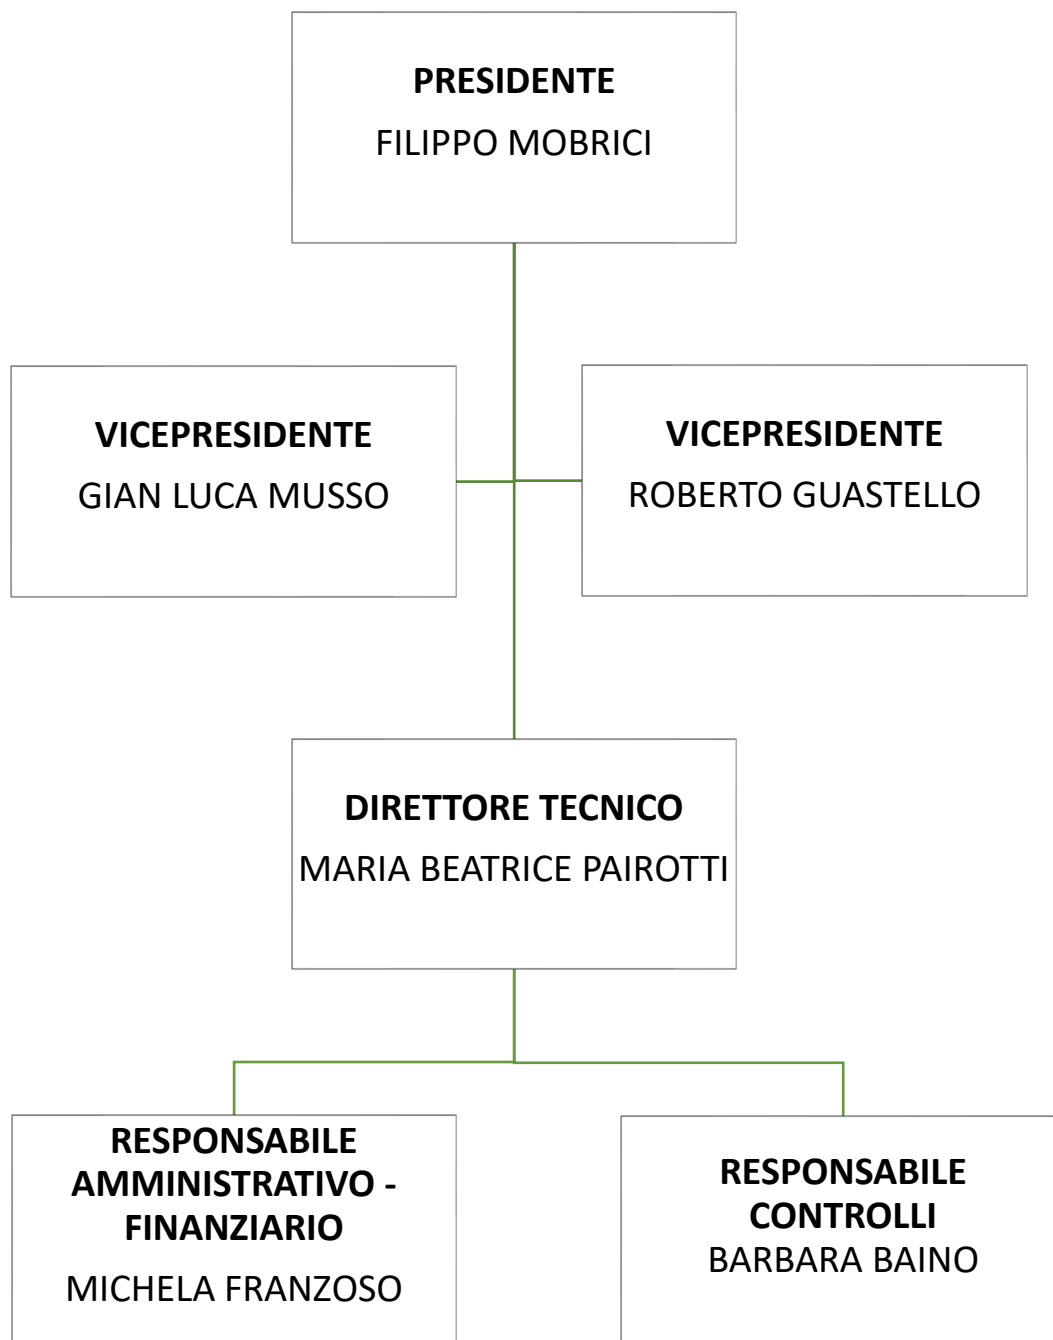 PRESIDENTE
FILIPPO MOBRICI
VICEPRESIDENTE
GIAN LUCA MUSSO
VICEPRESIDENTE
ROBERTO GUASTELLO
DIRETTORE TECNICO
MARIA BEATRICE PAIROTTI
RESPONSABILE
AMMINISTRATIVO -
FINANZIARIO
MICHELA FRANZOSO
RESPONSABILE
CONTROLLI
BARBARA BAINO